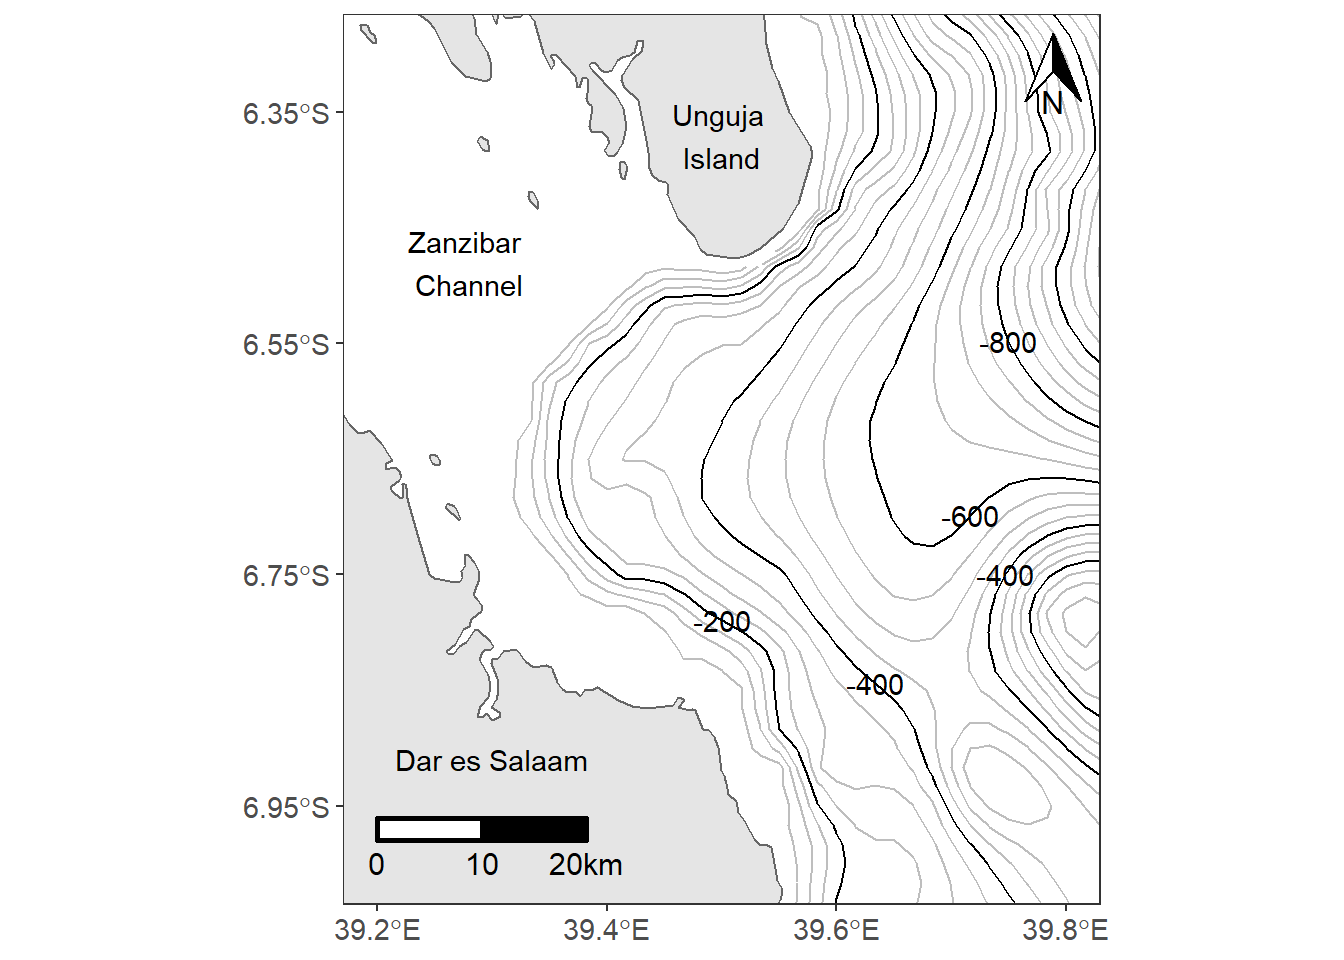 Unguja
Island
N
6.35°S
Zanzibar
Channel
6.55°S
-800
-600
6.75°S
-400
-200
-400
Dar es Salaam
6.95°S
0 10 20km
39.2°E 39.4°E 39.6°E 39.8°E